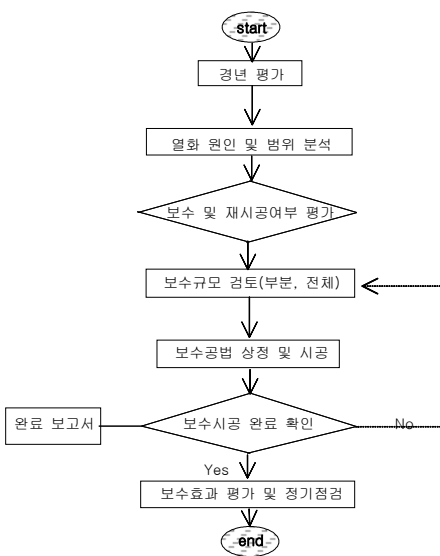 start
경년 평가
열화 원인 및 범위 분석
보수 및 재시공여부 평가
보수규모 검토(부분, 전체)
보수공법 상정 및 시공
완료 보고서
보수시공 완료 확인
No
Yes
보수효과 평가 및 정기점검
end